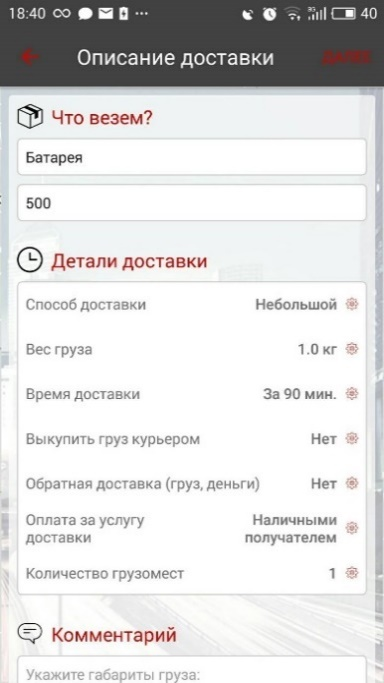 18:40 ... 3G 40
Описание доставки ДАЛЕЕ
Что везем?
Батарея
500
Детали доставки
Способ доставки Небольшой
Вес груза 1.0 кг
Время доставки За 90 мин.
Выкупить груз курьером Нет
Обратная доставка (груз, деньги) Нет
Оплата за услугу Наличными
доставки получателем
Количество грузомест 1
Комментарий
Укажите габариты груза: